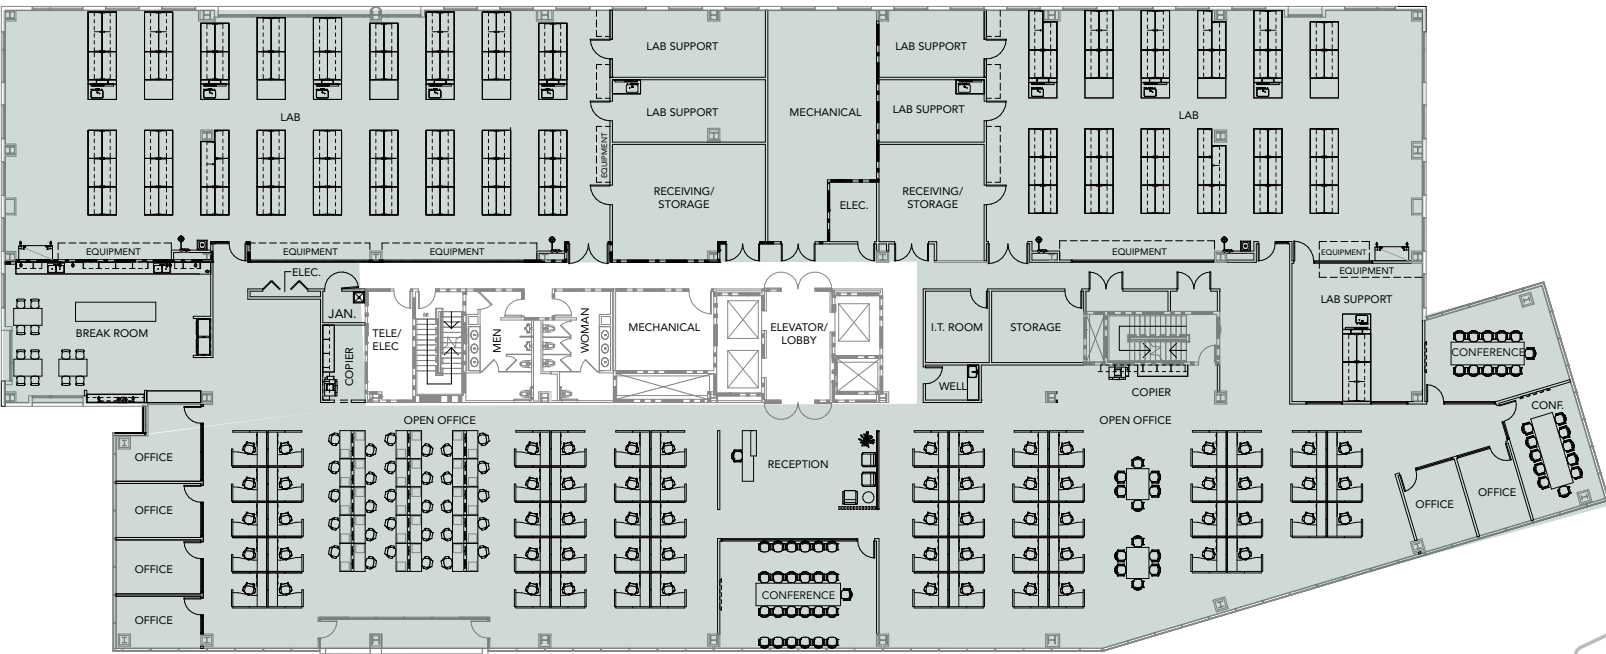 LAB SUPPORT
LAB SUPPORT
LAB SUPPORT
LAB SUPPORT
MECHANICAL
LAB
LAB
EQUIPMENT
RECEIVING/
STORAGE
RECEIVING/
STORAGE
ELEC.
EQUIPMENT
EQUIPMENT
EQUIPMENT
EQUIPMENT
EQUIPMENT
EQUIPMENT
ELEC.
LAB SUPPORT
JAN.
BREAK ROOM
TELE/
ELEC
MEN
WOMAN
MECHANICAL
ELEVATOR/
LOBBY
I.T. ROOM
STORAGE
COPIER
CONFERENCE
WELL
COPIER
CONF.
OPEN OFFICE
OPEN OFFICE
OFFICE
RECEPTION
OFFICE
OFFICE
OFFICE
OFFICE
CONFERENCE
OFFICE